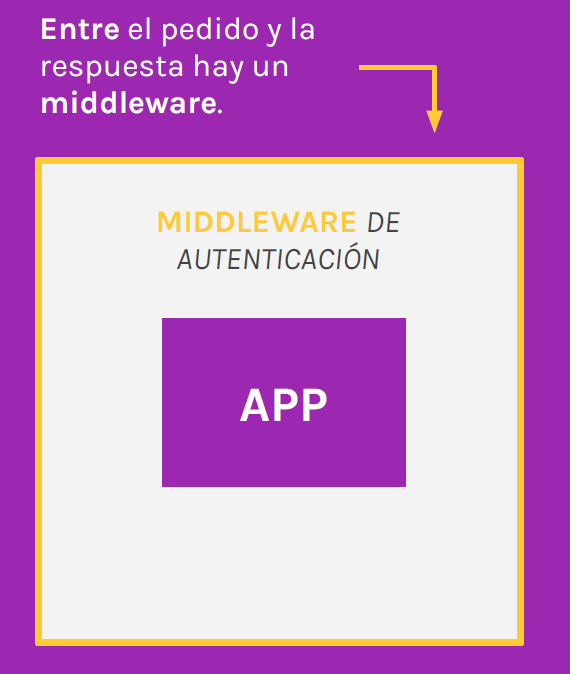 Entre el pedido y la
respuesta hay un
middleware.
MIDDLEWARE DE
AUTENTICACIÓN
APP